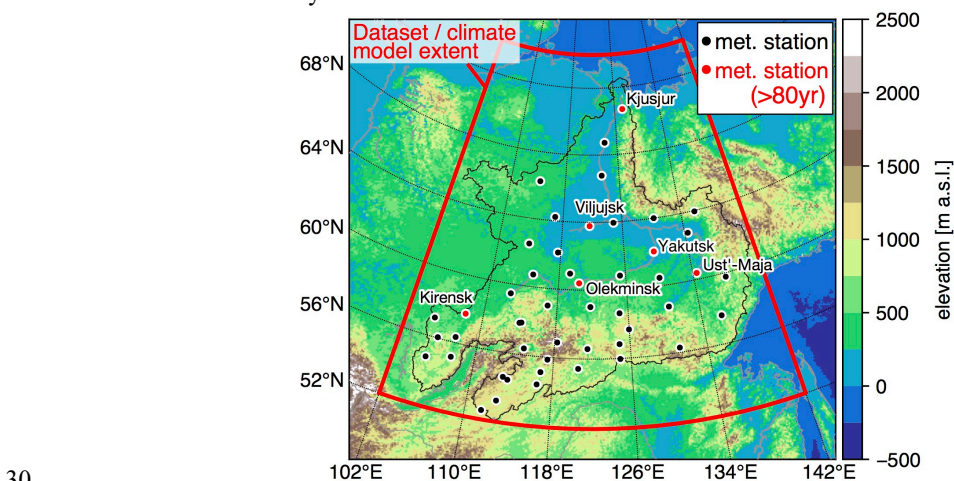 Dataset / climate
model extent
met. station
met. station
(>80yr)
68°N
64°N
60°N
56°N
52°N
Kjusjur
Viljujsk
Yakutsk
Ust'-Maja
Olekminsk
Kirensk
102°E 110°E 118°E 126°E 134°E 142°E
2500
2000
1500
1000
500
0
−500
elevation [m a.s.l.]
30